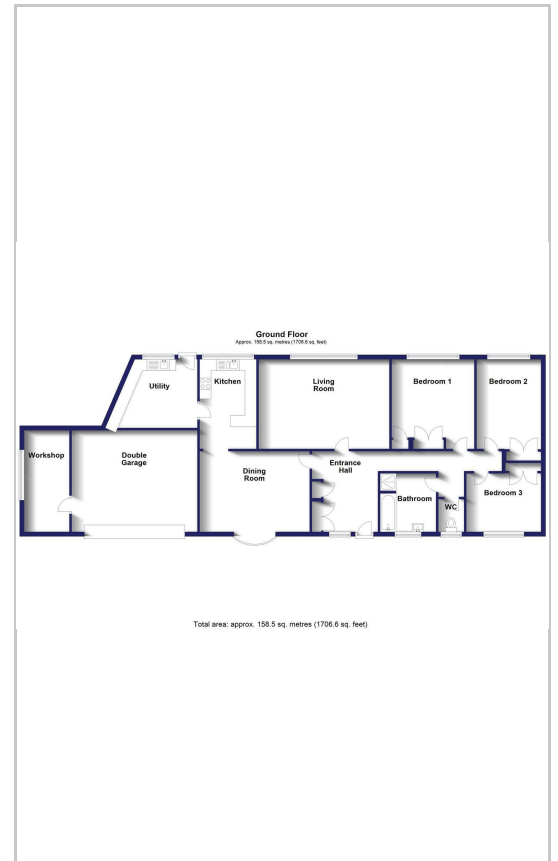 Ground Floor
Approx. 158.5 sq. metres (1706.6 sq. feet)
Utility
Kitchen
Living
Room
Bedroom 1
Bedroom 2
Workshop
Double
Garage
Dining
Room
Entrance
Hall
Bathroom
WC
Bedroom 3
Total area: approx. 158.5 sq. metres (1706.6 sq. feet)